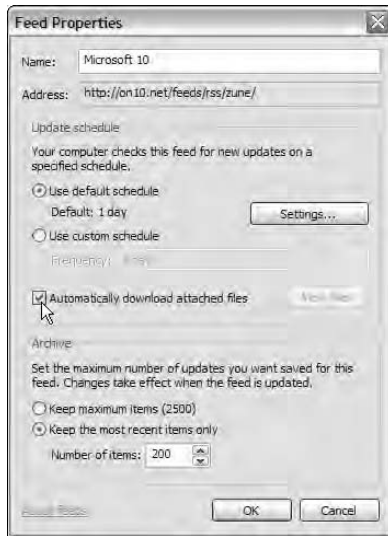 Feed Properties
Name: Microsoft 10
Address: http://on10.net/feeds/rss/zune/
Update schedule
Your computer checks this feed for new updates on a
specified schedule.
Use default schedule
Default: 1 day
Settings...
Use custom schedule
Frequency: 1 day
Automatically download attached files
View files
Archive
Set the maximum number of updates you want saved for this
feed. Changes take effect when the feed is updated.
Keep maximum items (2500)
Keep the most recent items only
Number of items: 200
About Feeds
OK
Cancel